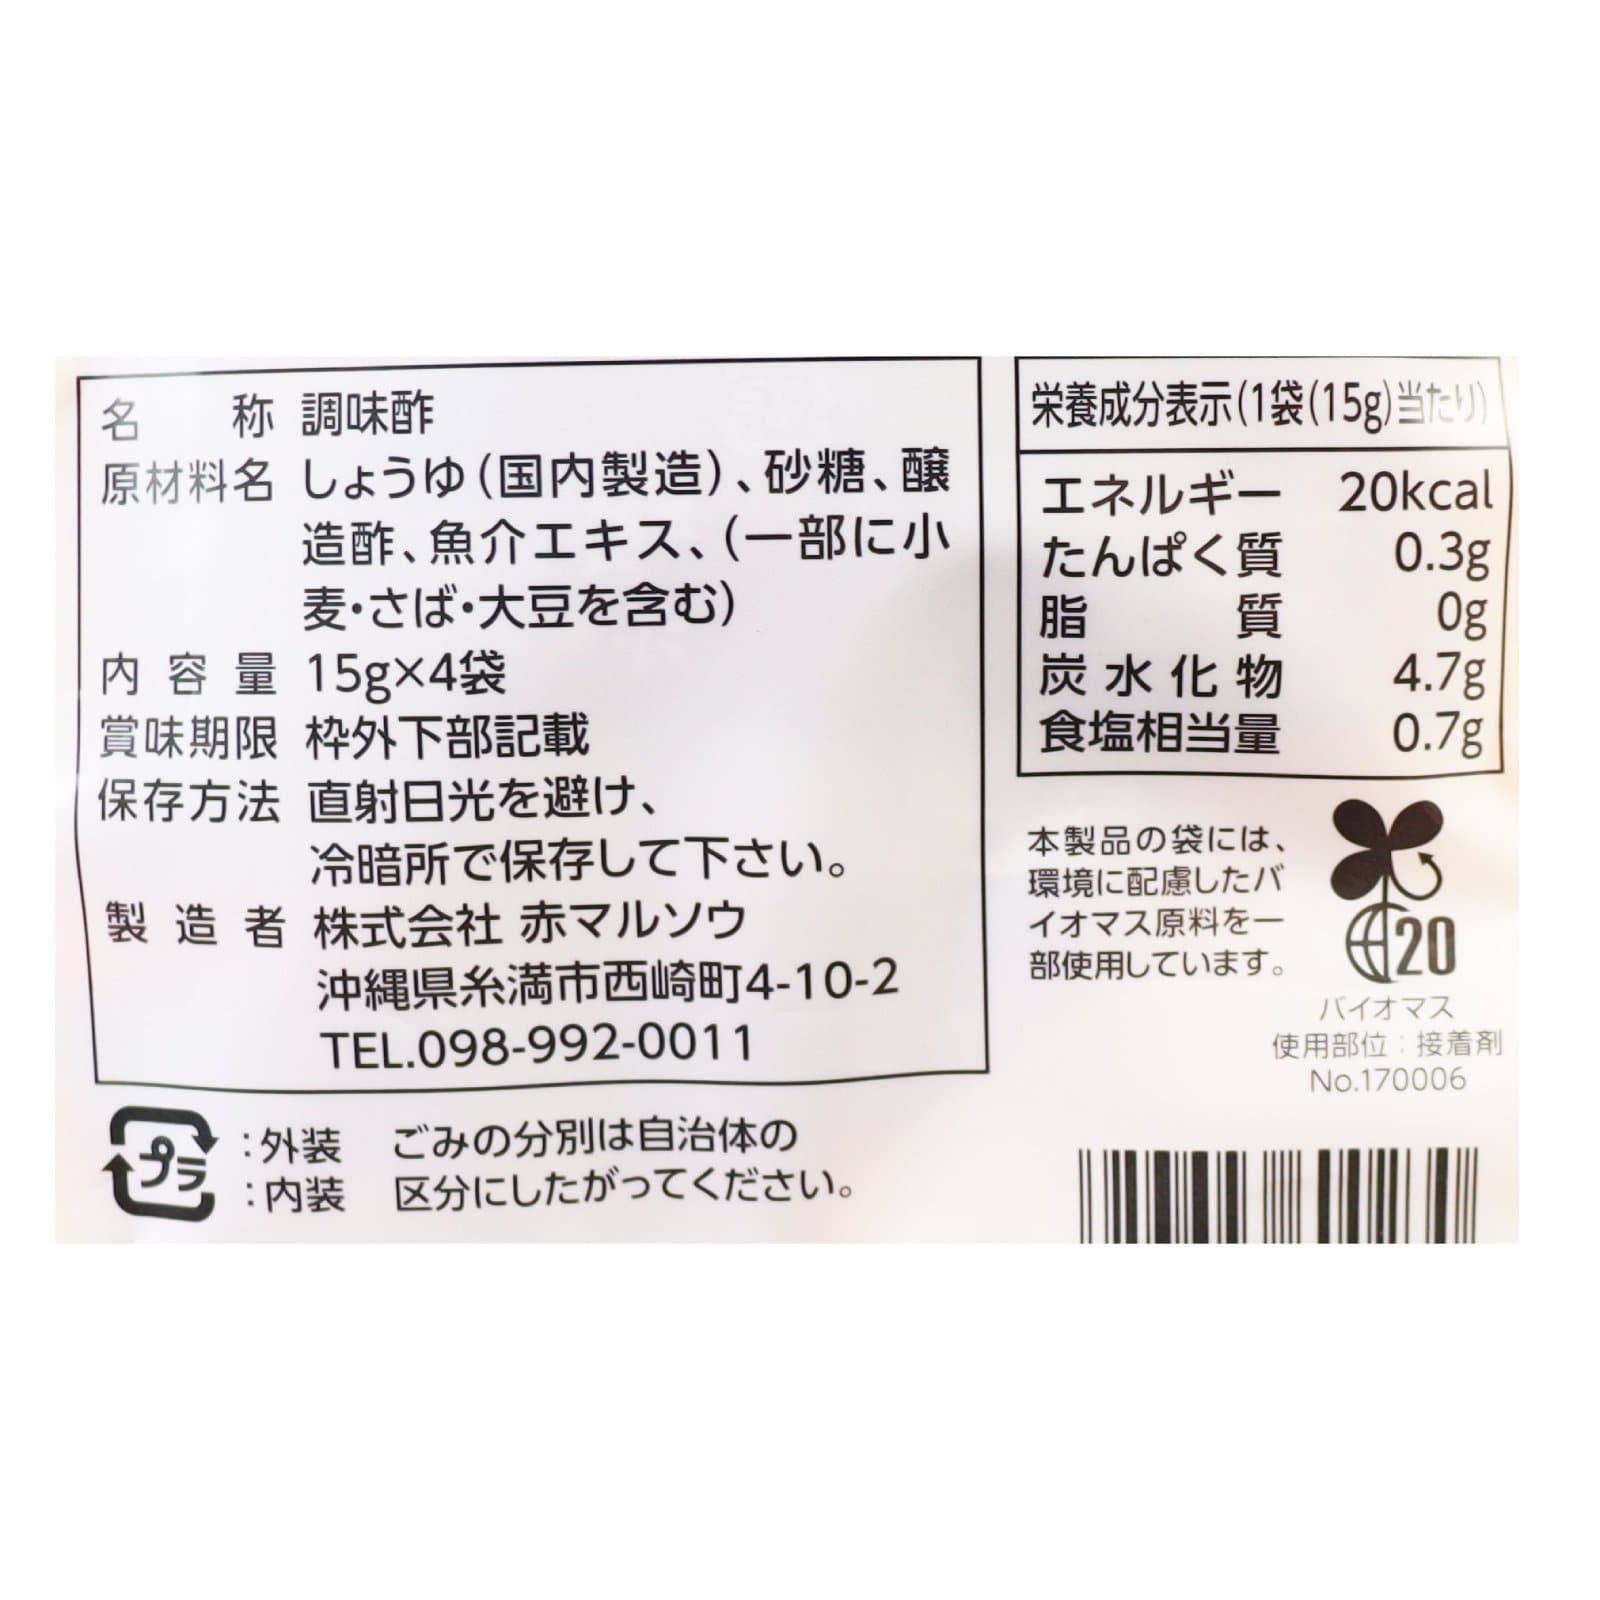 名称 調味酢
原材料名 しょうゆ(国内製造)、砂糖、醸
造酢、魚介エキス、(一部に小
麦・さば・大豆を含む)
内容量 15g×4袋
賞味期限 枠外下部記載
保存方法 直射日光を避け、
冷暗所で保存して下さい。
製造者 株式会社 赤マルソウ
沖縄県糸満市西崎町4-10-2
TEL.098-992-0011
プラ
:外装
:内装
ごみの分別は自治体の
区分にしたがってください。
栄養成分表示(1袋(15g)当たり)
エネルギー 20kcal
たんぱく質 0.3g
脂質 0g
炭水化物 4.7g
食塩相当量 0.7g
本製品の袋には、
環境に配慮したバ
イオマス原料を一
部使用しています。
20
バイオマス
使用部位:接着剤
No.170006